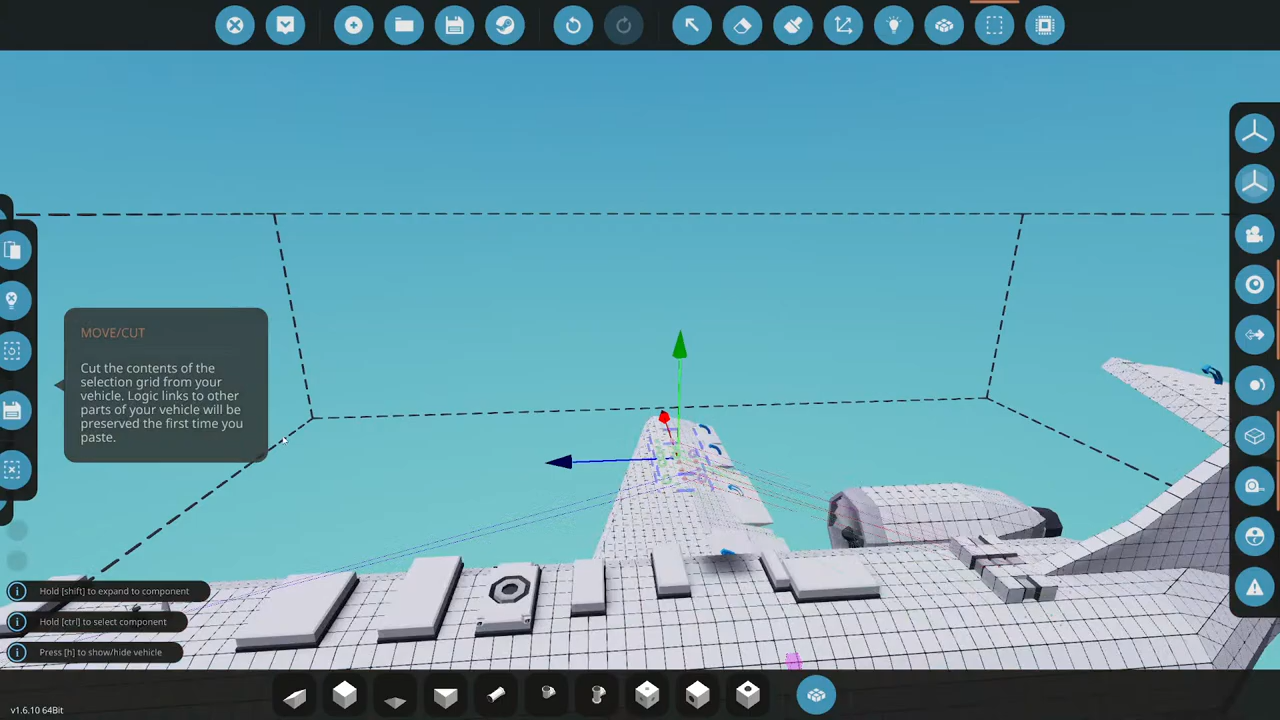 MOVE/CUT
Cut the contents of the
selection grid from your
vehicle. Logic links to other
parts of your vehicle will be
preserved the first time you
paste.
Hold [shift] to expand to component
Hold [ctrl] to select component
Press [h] to show/hide vehicle
v1.6.10 64Bit